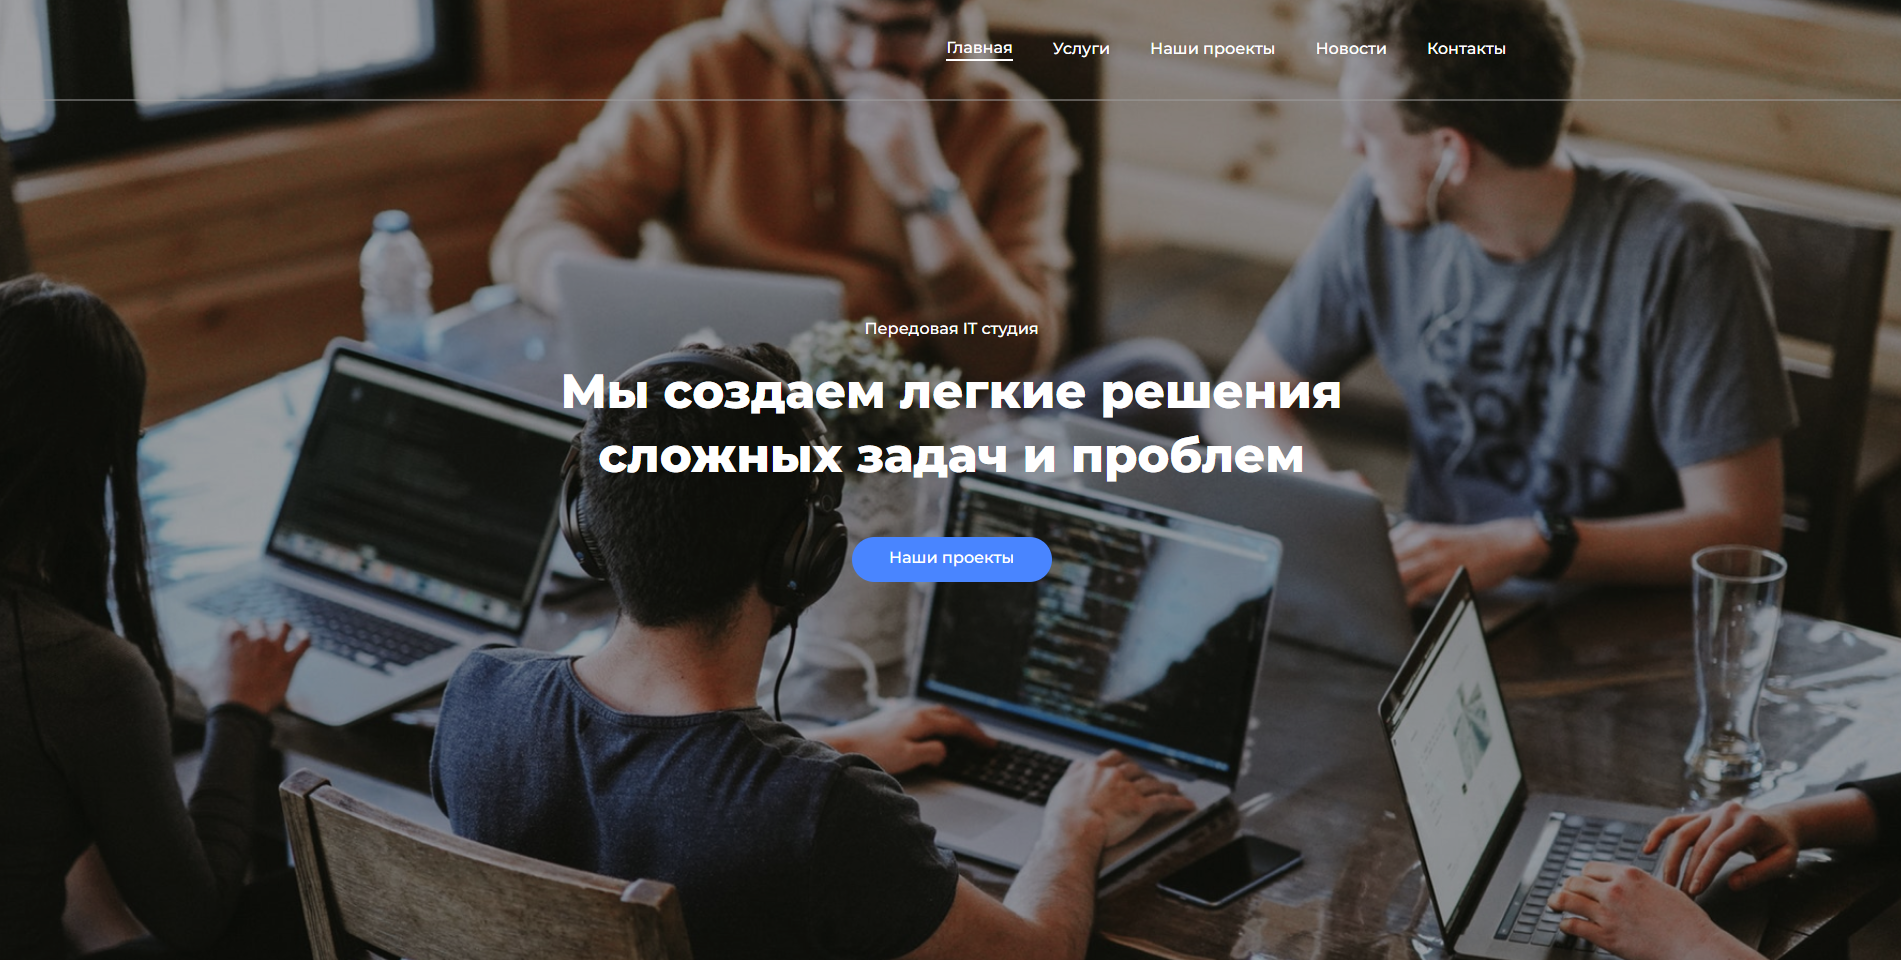 Главная Услуги Наши проекты Новости Контакты
Передовая IT студия
Мы создаем легкие решения
сложных задач и проблем
Наши проекты